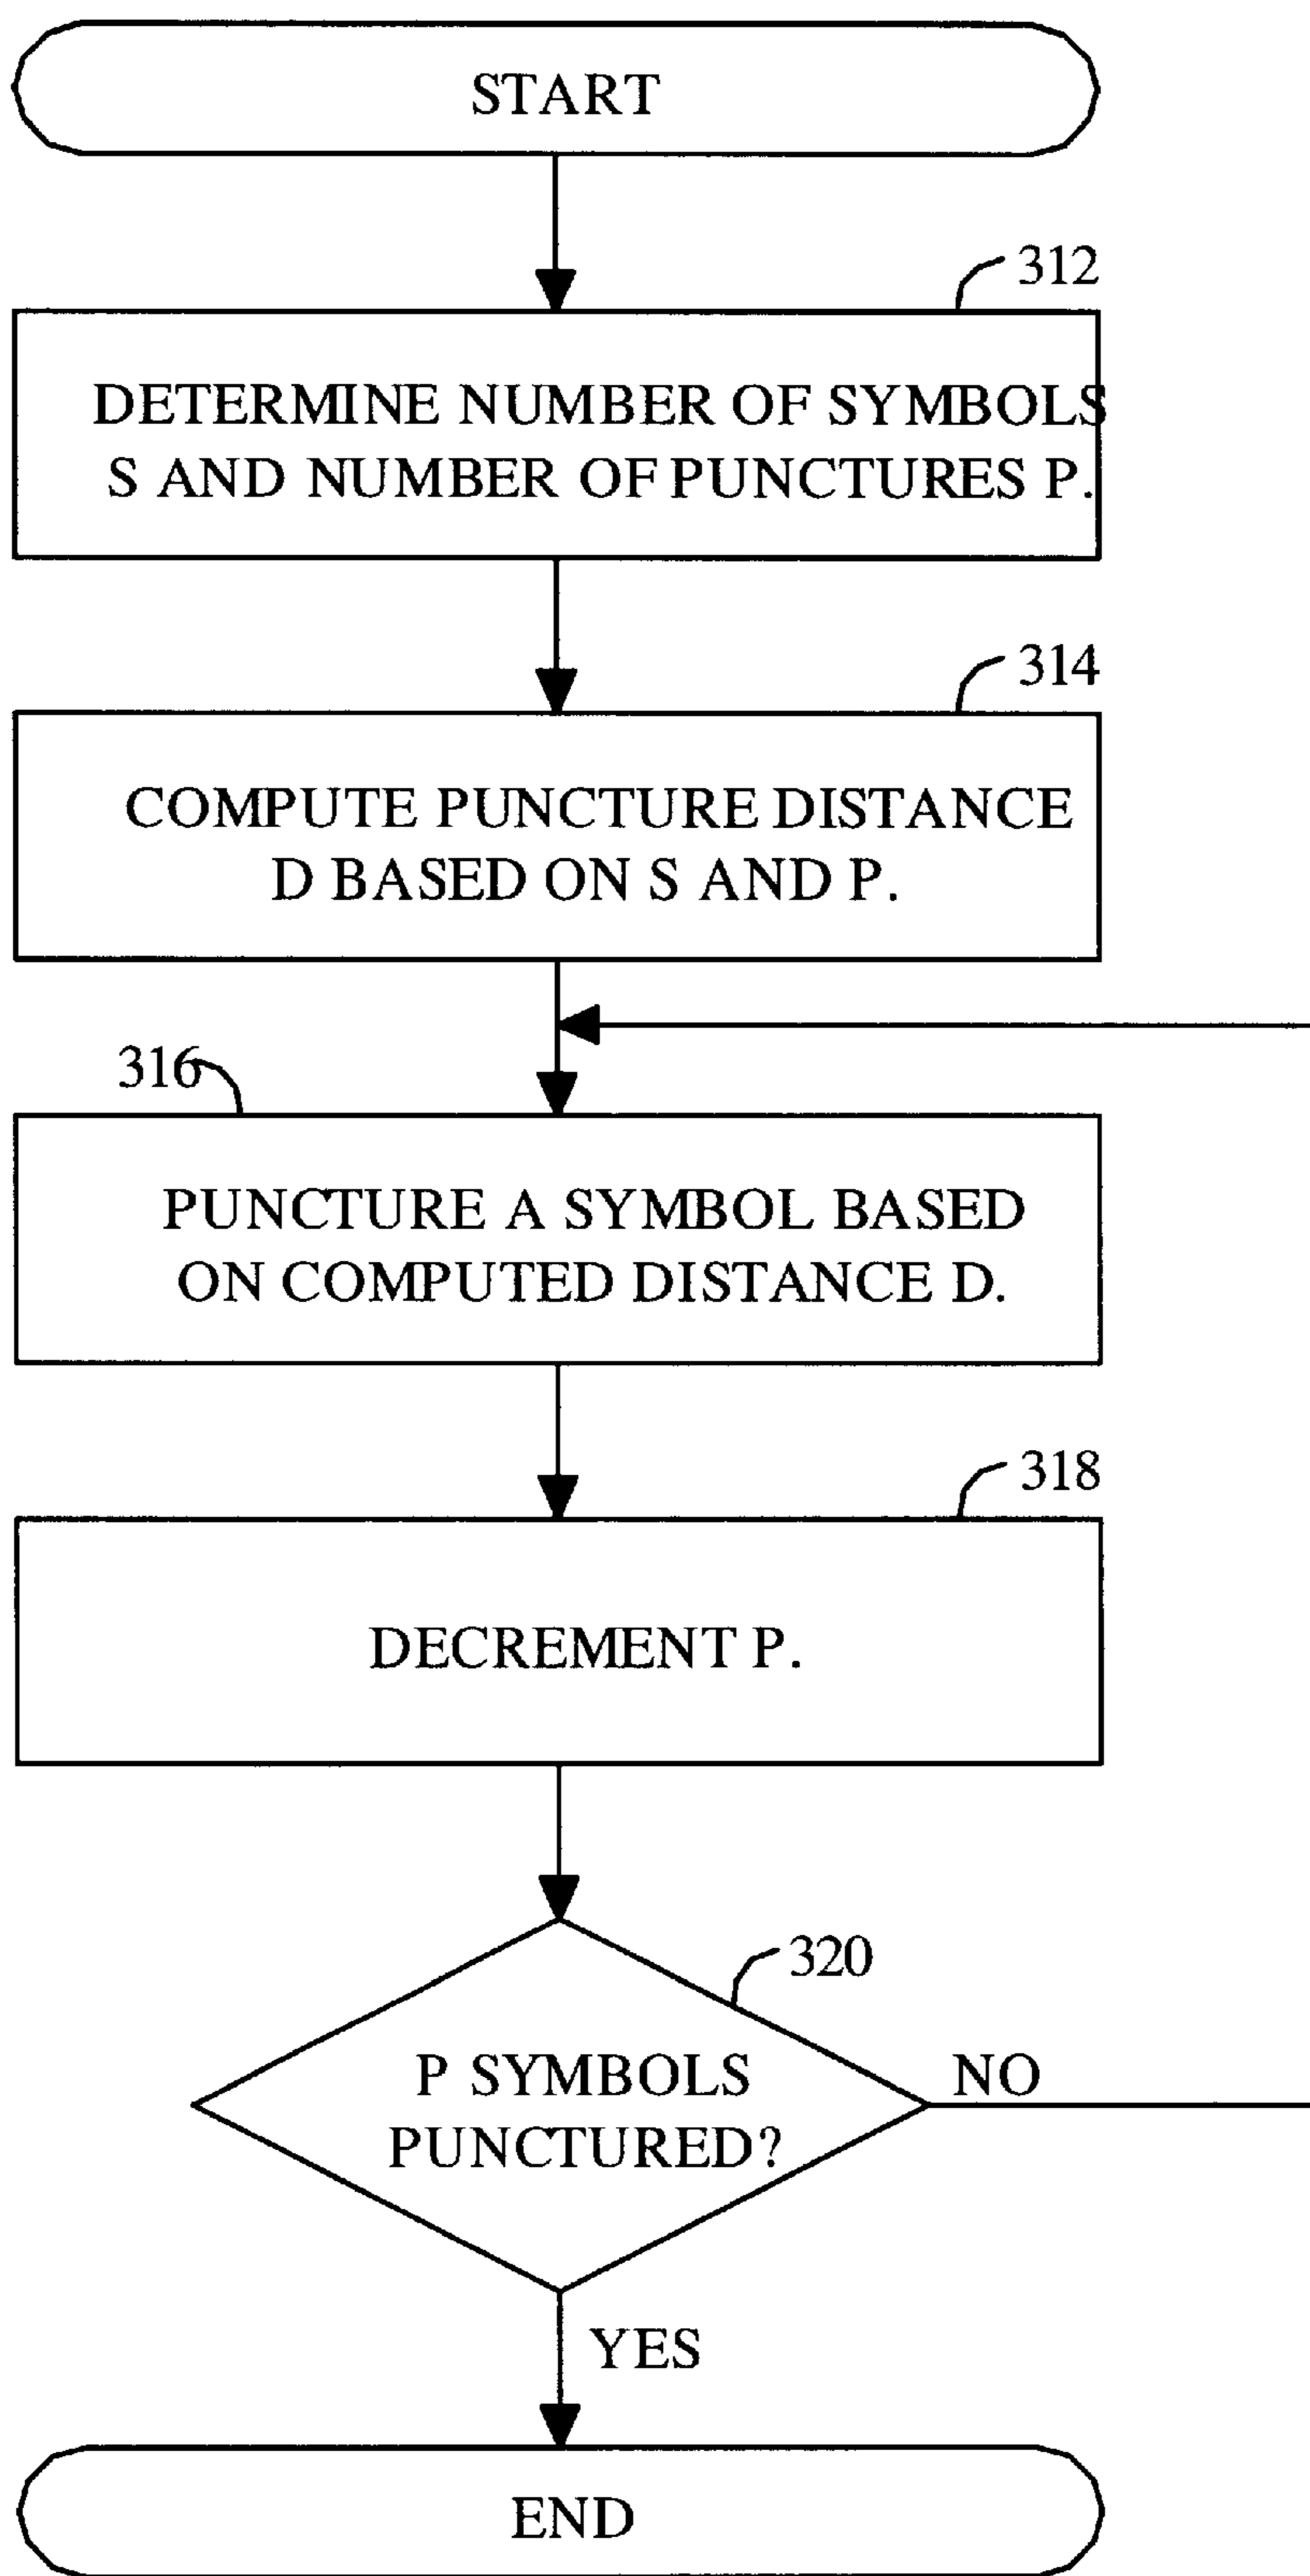 START
312
DETERMINE NUMBER OF SYMBOLS
S AND NUMBER OF PUNCTURES P.
314
COMPUTE PUNCTURE DISTANCE
D BASED ON S AND P.
316
PUNCTURE A SYMBOL BASED
ON COMPUTED DISTANCE D.
318
DECREMENT P.
320
P SYMBOLS
PUNCTURED?
NO
YES
END